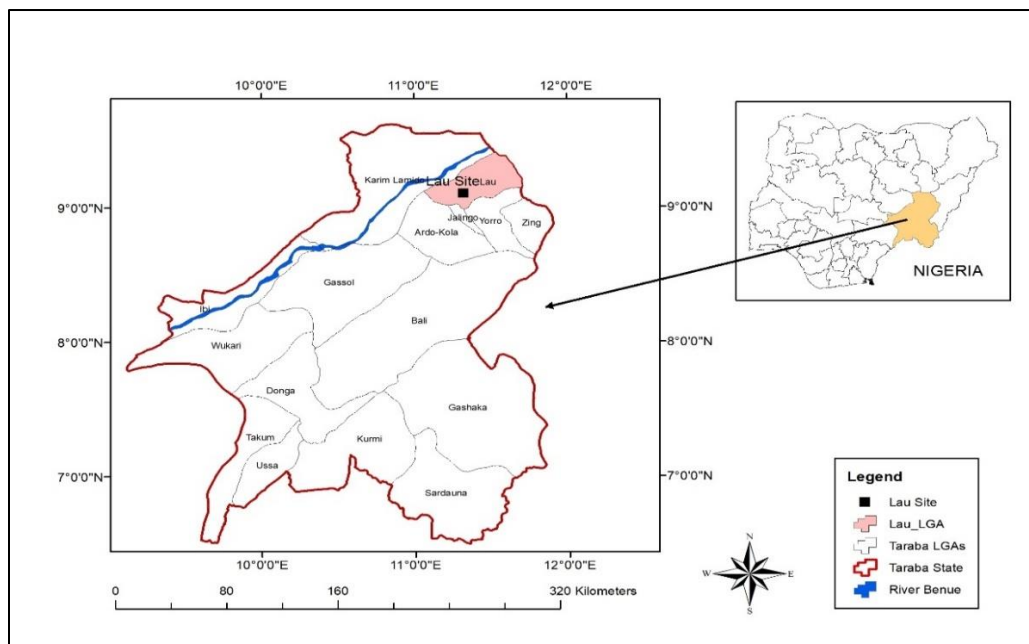 10°0'0"E 11°0'0"E 12°0'0"E
Karim Lamido
Lau Site
Lau
9°0'0"N
9°0'0"N
Jalingo
Yorro
Zing
Ardo-Kola
Gassol
Ibi
Bali
8°0'0"N
8°0'0"N
Wukari
Donga
Gashaka
Takum
Kurmi
Ussa
7°0'0"N
7°0'0"N
Sardauna
10°0'0"E 11°0'0"E 12°0'0"E
0 80 160 320 Kilometers
NIGERIA
N
W
E
S
Legend
Lau Site
Lau_LGA
Taraba LGAs
Taraba State
River Benue